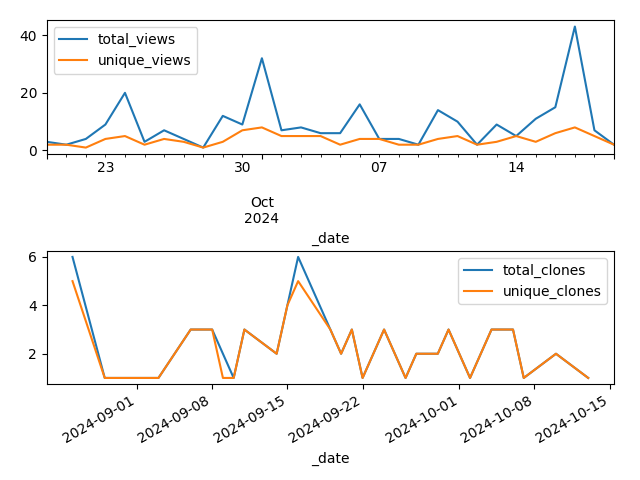 total_views
unique_views
40
20
0
23
30
07
14
Oct
2024
_date
total_clones
unique_clones
6
4
2
2024-09-01
2024-09-08
2024-09-15
2024-09-22
2024-10-01
2024-10-08
2024-10-15
_date